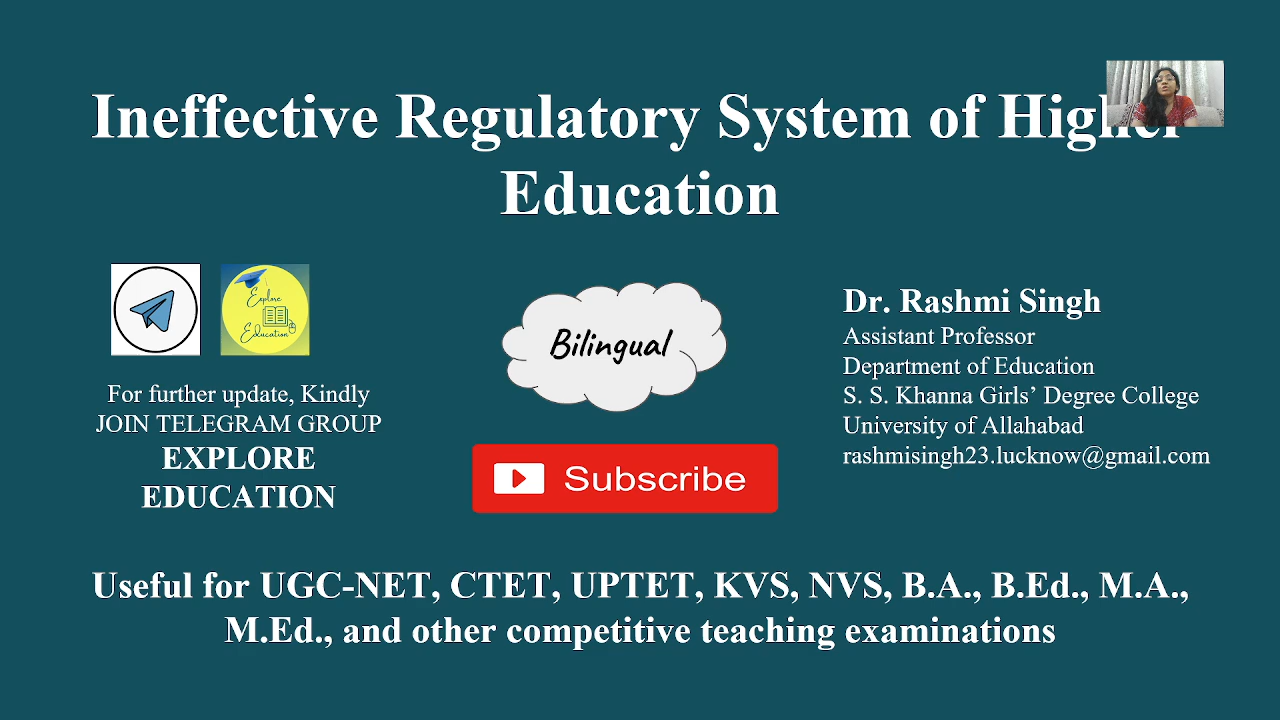 Ineffective Regulatory System of Higher
Education
Explore
Education
For further update, Kindly
JOIN TELEGRAM GROUP
EXPLORE
EDUCATION
Bilingual
Subscribe
Dr. Rashmi Singh
Assistant Professor
Department of Education
S. S. Khanna Girls’ Degree College
University of Allahabad
rashmisingh23.lucknow@gmail.com
Useful for UGC-NET, CTET, UPTET, KVS, NVS, B.A., B.Ed., M.A.,
M.Ed., and other competitive teaching examinations